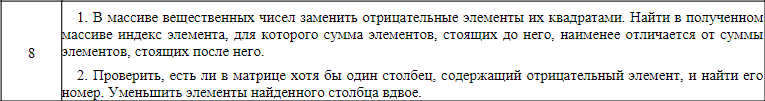 1. В массиве вещественных чисел заменить отрицательные элементы их квадратами. Найти в полученном
массиве индекс элемента, для которого сумма элементов, стоящих до него, наименее отличается от суммы
8
элементов, стоящих после него.
2. Проверить, есть ли в матрице хотя бы один столбец, содержащий отрицательный элемент, и найти его
номер. Уменьшить элементы найденного столбца вдвое.